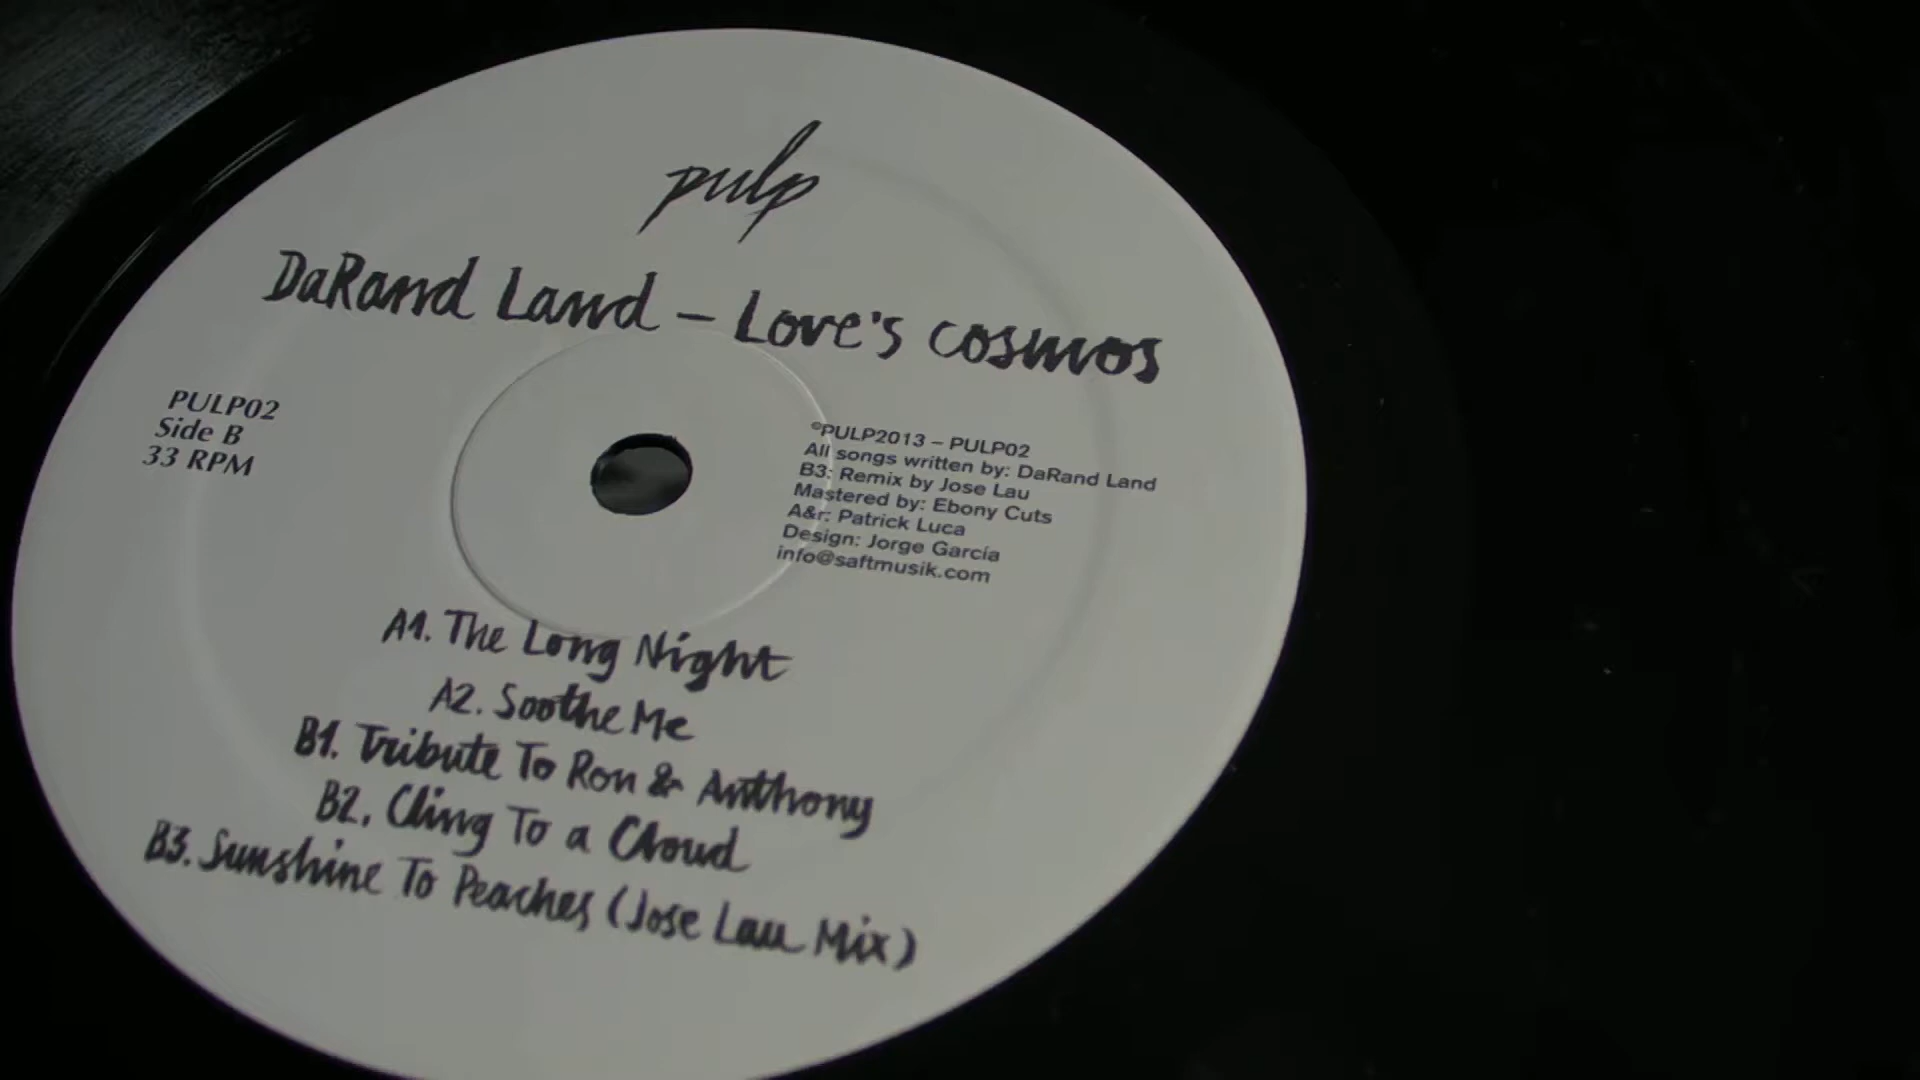 pulp
DaRand Land – Love's cosmos
PULP02
Side B
33 RPM
©PULP2013 – PULP02
All songs written by: DaRand Land
B3: Remix by Jose Lau
Mastered by: Ebony Cuts
A&r: Patrick Luca
Design: Jorge García
info@saftmusik.com
A1. The Long Night
A2. Soothe Me
B1. Tribute To Ron & Anthony
B2. Cling To a Cloud
B3. Sunshine To Peaches (Jose Lau Mix)